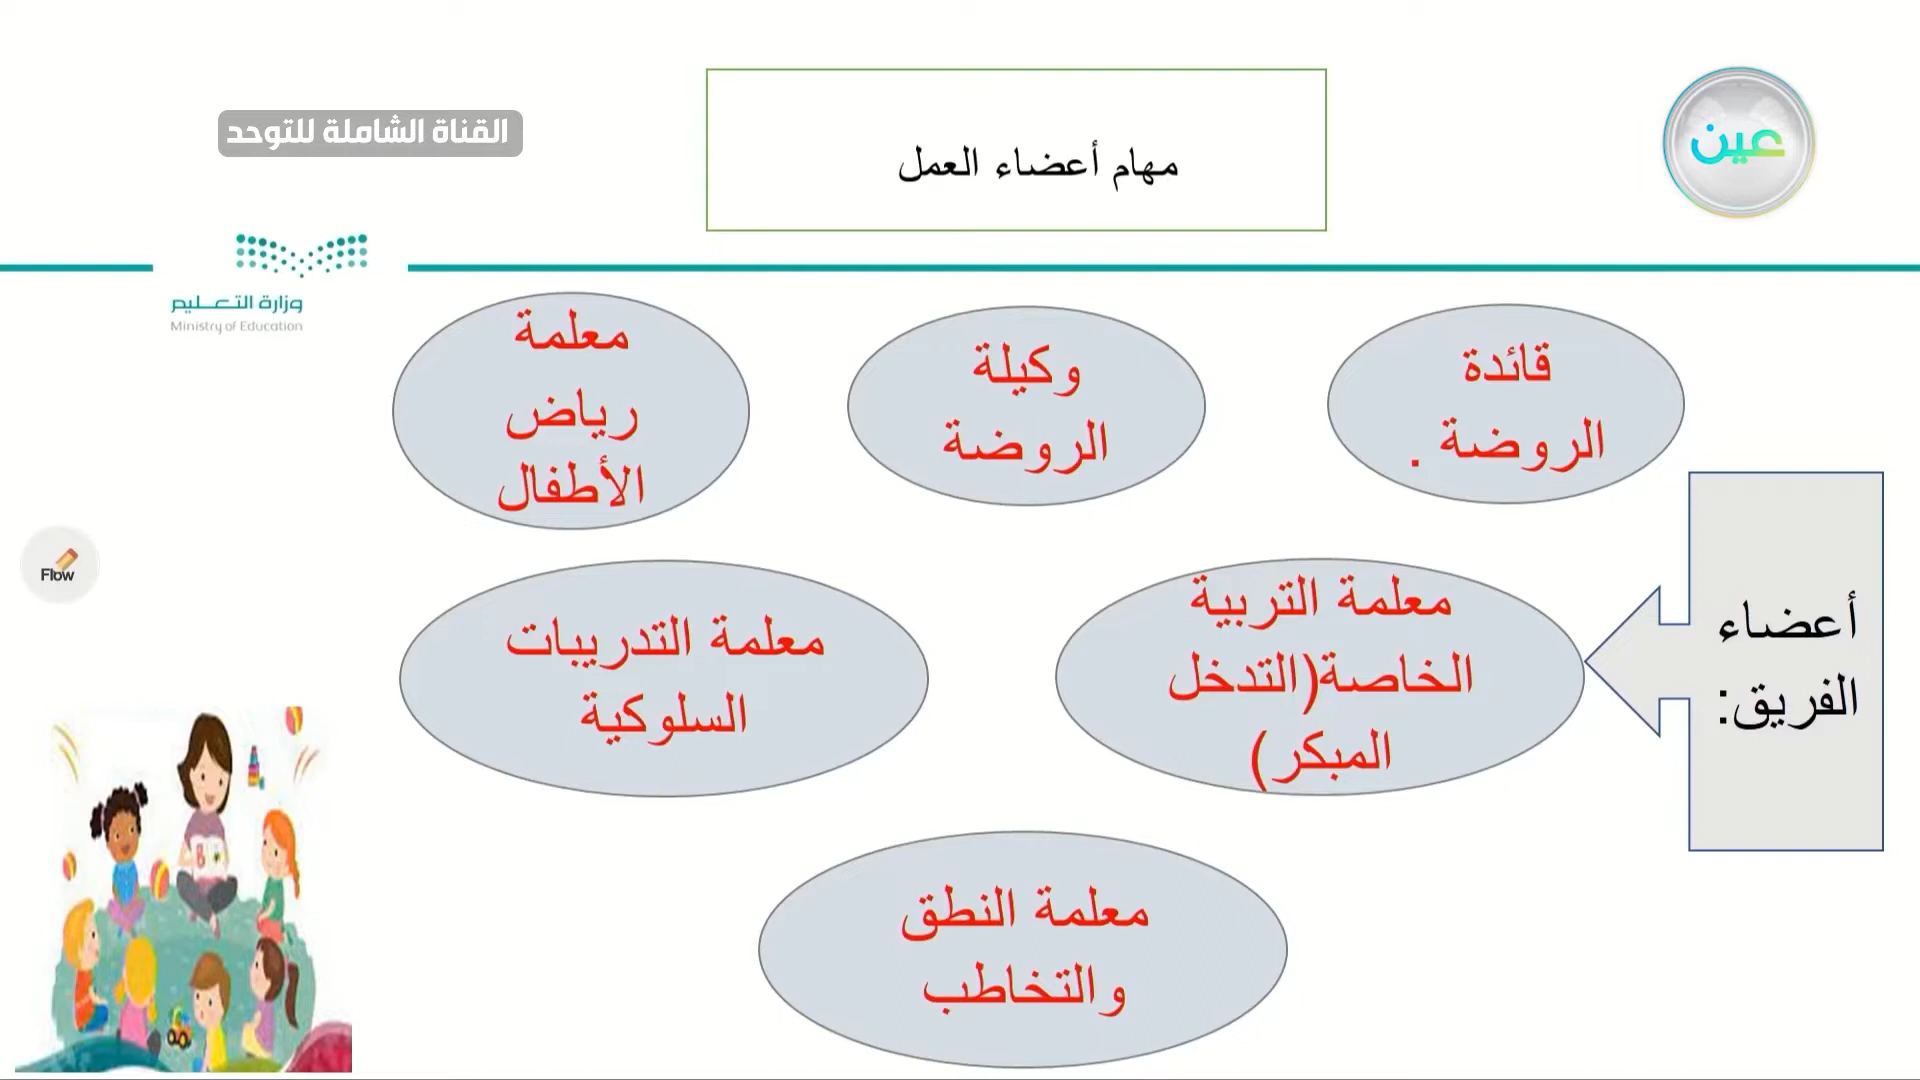 القناة الشاملة للتوحد
مهام أعضاء العمل
عين
وزارة التعليم
Ministry of Education
أعضاء
الفريق:
قائدة
الروضة .
وكيلة
الروضة
معلمة
رياض
الأطفال
معلمة التربية
الخاصة(التدخل
المبكر)
معلمة التدريبات
السلوكية
معلمة النطق
والتخاطب
Flow
B